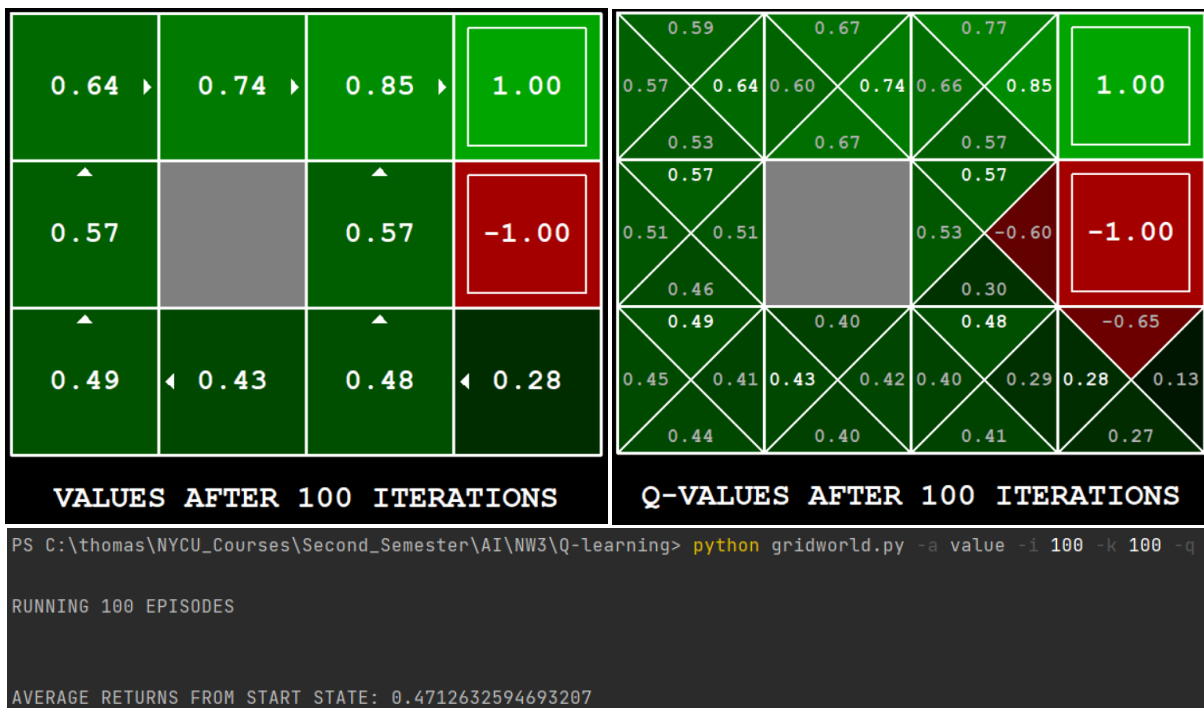 0.64 0.74 0.85 1.00
0.57 0.57 -1.00
0.49 0.43 0.48 0.28
VALUES AFTER 100 ITERATIONS
0.59 0.67 0.77
0.57 0.64 0.60 0.74 0.66 0.85 1.00
0.53 0.67 0.57
0.57 0.57
0.51 0.51 0.53 -0.60 -1.00
0.46 0.30
0.49 0.40 0.48 -0.65
0.45 0.41 0.43 0.42 0.40 0.29 0.28 0.13
0.44 0.40 0.41 0.27
Q-VALUES AFTER 100 ITERATIONS
PS C:\thomas\NYCU_Courses\Second_Semester\AI\NW3\Q-learning> python gridworld.py -a value -i 100 -k 100 -q
RUNNING 100 EPISODES
AVERAGE RETURNS FROM START STATE: 0.4712632594693207